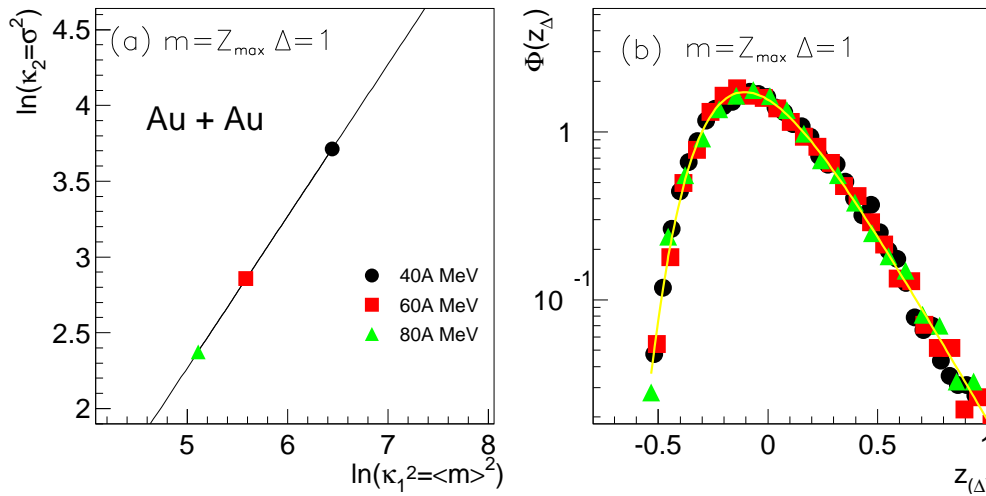 ln(κ₂=σ²)
4.5
4
3.5
3
2.5
2
(a) m=Z_max Δ=1
Au + Au
40A MeV
60A MeV
80A MeV
5 6 7 8
ln(κ₁²=<m>²)
Φ(z_Δ)
1
10⁻¹
(b) m=Z_max Δ=1
-0.5 0 0.5 1
z_(Δ)